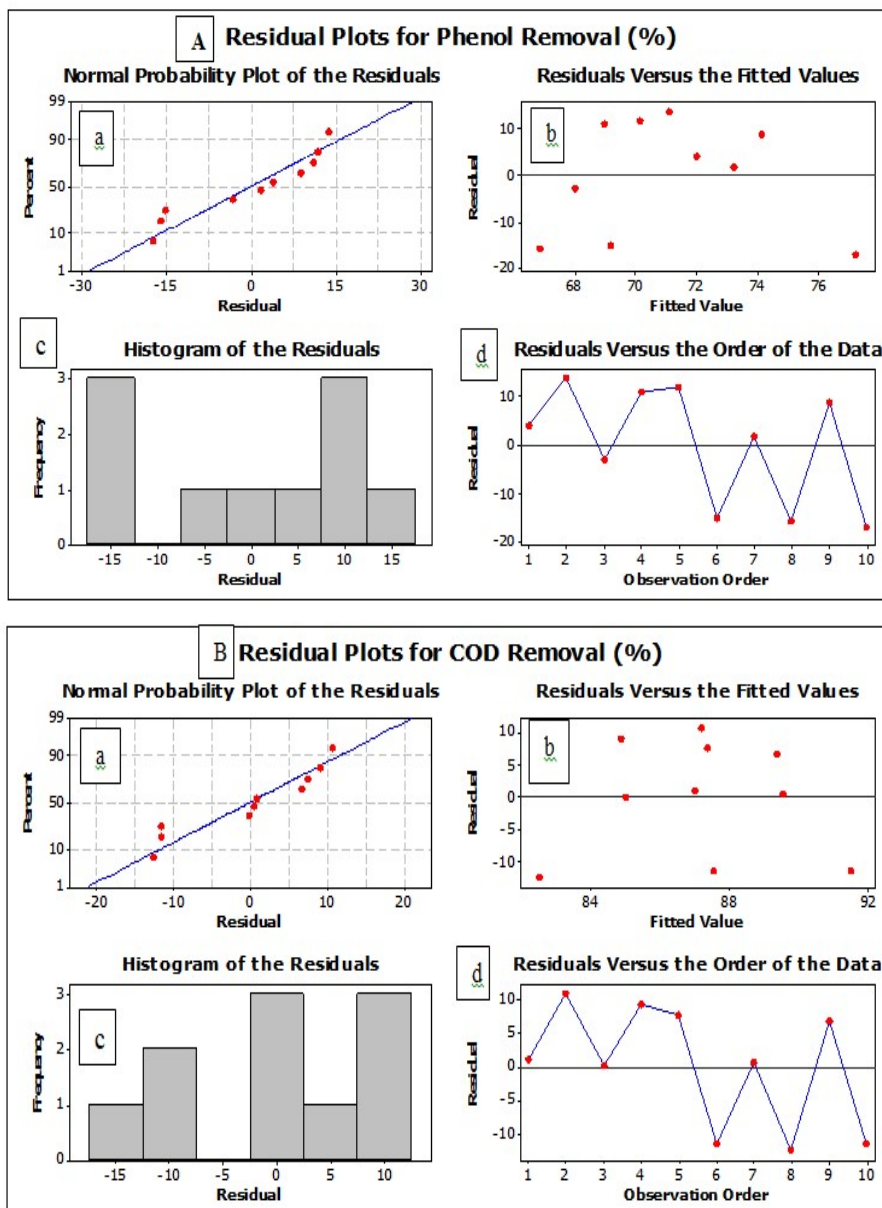 A Residual Plots for Phenol Removal (%)
Normal Probability Plot of the Residuals
a
Percent
99
90
50
10
1
-30 -15 0 15 30
Residual
Residuals Versus the Fitted Values
b
Residual
10
0
-10
-20
68 70 72 74 76
Fitted Value
c
Histogram of the Residuals
Frequency
3
2
1
0
-15 -10 -5 0 5 10 15
Residual
d
Residuals Versus the Order of the Data
Residual
10
0
-10
-20
1 2 3 4 5 6 7 8 9 10
Observation Order
B Residual Plots for COD Removal (%)
Normal Probability Plot of the Residuals
a
Percent
99
90
50
10
1
-20 -10 0 10 20
Residual
Residuals Versus the Fitted Values
b
Residual
10
5
0
-5
-10
84 88 92
Fitted Value
Histogram of the Residuals
c
Frequency
3
2
1
0
-15 -10 -5 0 5 10
Residual
d
Residuals Versus the Order of the Data
Residual
10
5
0
-5
-10
1 2 3 4 5 6 7 8 9 10
Observation Order